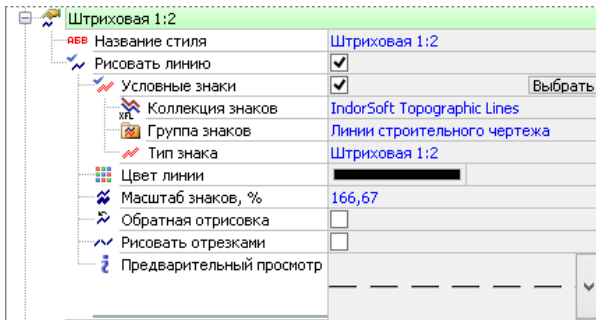 Штриховая 1:2
АБВ Название стиля Штриховая 1:2
Рисовать линию
Условные знаки Выбрать
XFL Коллекция знаков IndorSoft Topographic Lines
Группа знаков Линии строительного чертежа
Тип знака Штриховая 1:2
Цвет линии
Масштаб знаков, % 166,67
Обратная отрисовка
Рисовать отрезками
Предварительный просмотр